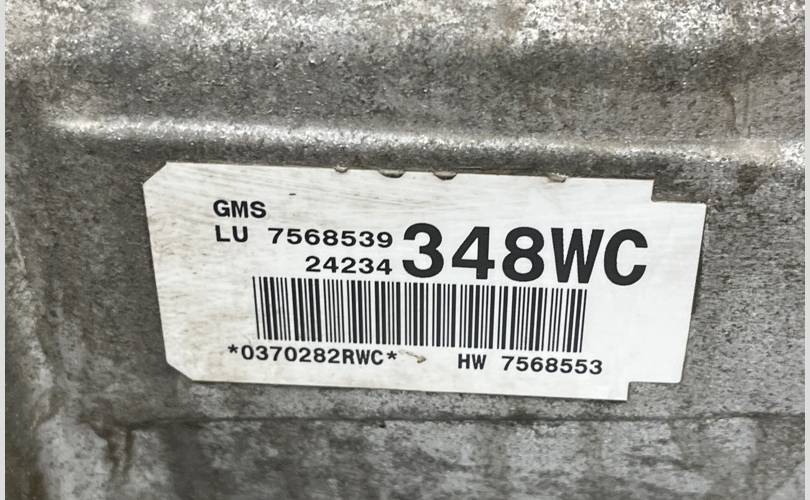 GMS
LU 7568539
24234 348WC
*0370282RWC*
HW 7568553